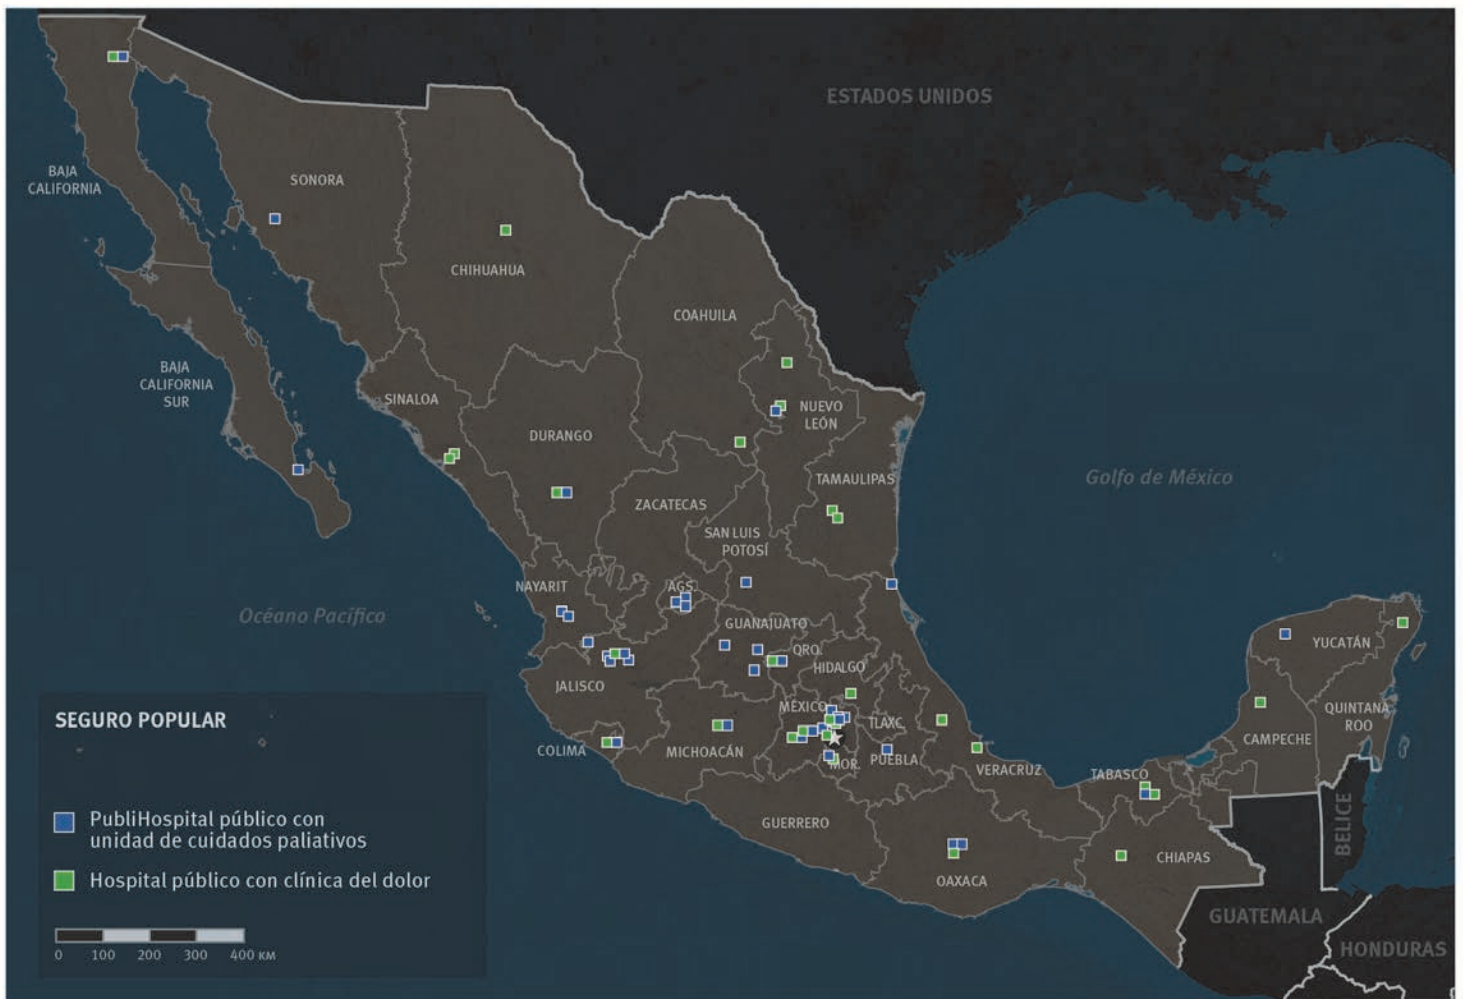 ESTADOS UNIDOS
BAJA
CALIFORNIA
SONORA
CHIHUAHUA
COAHUILA
BAJA
CALIFORNIA
SUR
SINALOA
NUEVO
LEÓN
DURANGO
TAMAULIPAS
Golfo de México
ZACATECAS
SAN LUIS
POTOSÍ
NAYARIT
AGS.
Océano Pacífico
GUANAJUATO
QRO.
HIDALGO
YUCATÁN
JALISCO
MÉXICO
TLAXC.
QUINTANA
ROO
CAMPECHE
COLIMA
MICHOACÁN
MOR.
PUEBLA
VERACRUZ
TABASCO
GUERRERO
BELICE
CHIAPAS
OAXACA
GUATEMALA
HONDURAS
SEGURO POPULAR
PubliHospital público con
unidad de cuidados paliativos
Hospital público con clínica del dolor
0 100 200 300 400 KM